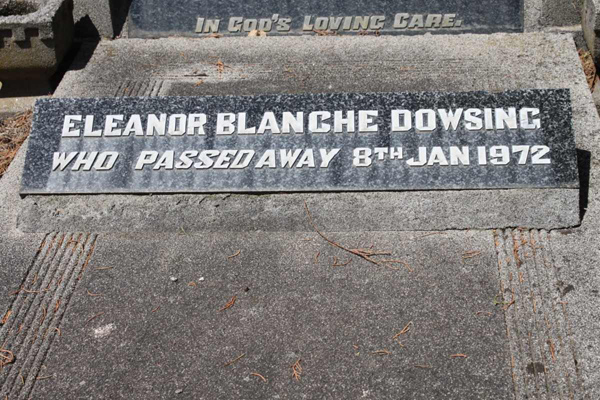 In God's Loving Care.
ELEANOR BLANCHE DOWSING
WHO PASSED AWAY 8TH JAN 1972